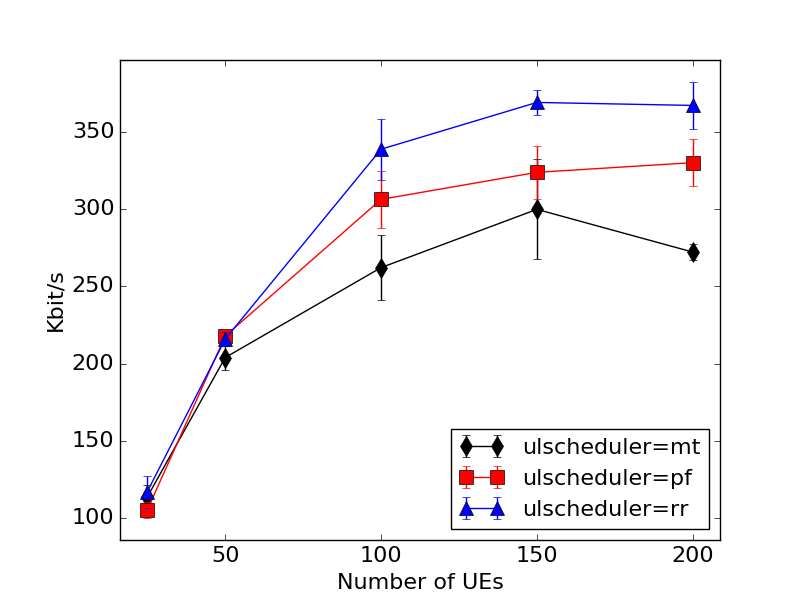 350
300
250
200
150
100
Kbit/s
ulscheduler=mt
ulscheduler=pf
ulscheduler=rr
50
100
150
200
Number of UEs